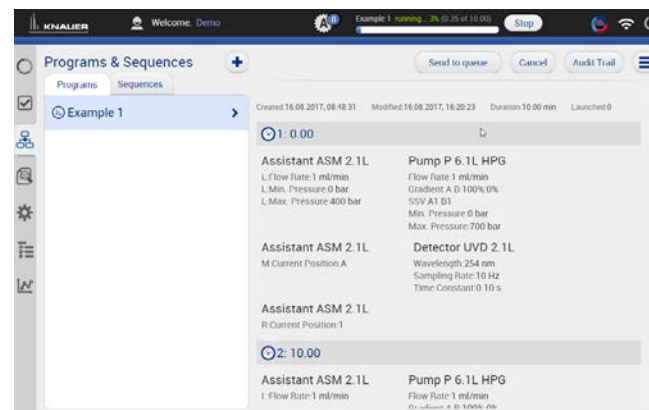 KNAUER
Welcome, Demo
Example 1 running... 3% (0.35 of 10.00)
Stop
Programs & Sequences
Send to queue
Cancel
Audit Trail
Programs
Sequences
Example 1
Created 16.08.2017, 08:48:31 Modified 16.08.2017, 16:20:23 Duration 10.00 min Launched 0
1: 0.00
Assistant ASM 2.1L
L:Flow Rate:1 ml/min
L:Min. Pressure:0 bar
L:Max. Pressure:400 bar
Pump P 6.1L HPG
Flow Rate:1 ml/min
Gradient A B:100%:0%
SSV A1 B1
Min. Pressure:0 bar
Max. Pressure:700 bar
Assistant ASM 2.1L
M:Current Position:A
Detector UVD 2.1L
Wavelength:254 nm
Sampling Rate:10 Hz
Time Constant:0.10 s
Assistant ASM 2.1L
R:Current Position:1
2: 10.00
Assistant ASM 2.1L
L:Flow Rate:1 ml/min
Pump P 6.1L HPG
Flow Rate:1 ml/min
Gradient A B:100%:0%